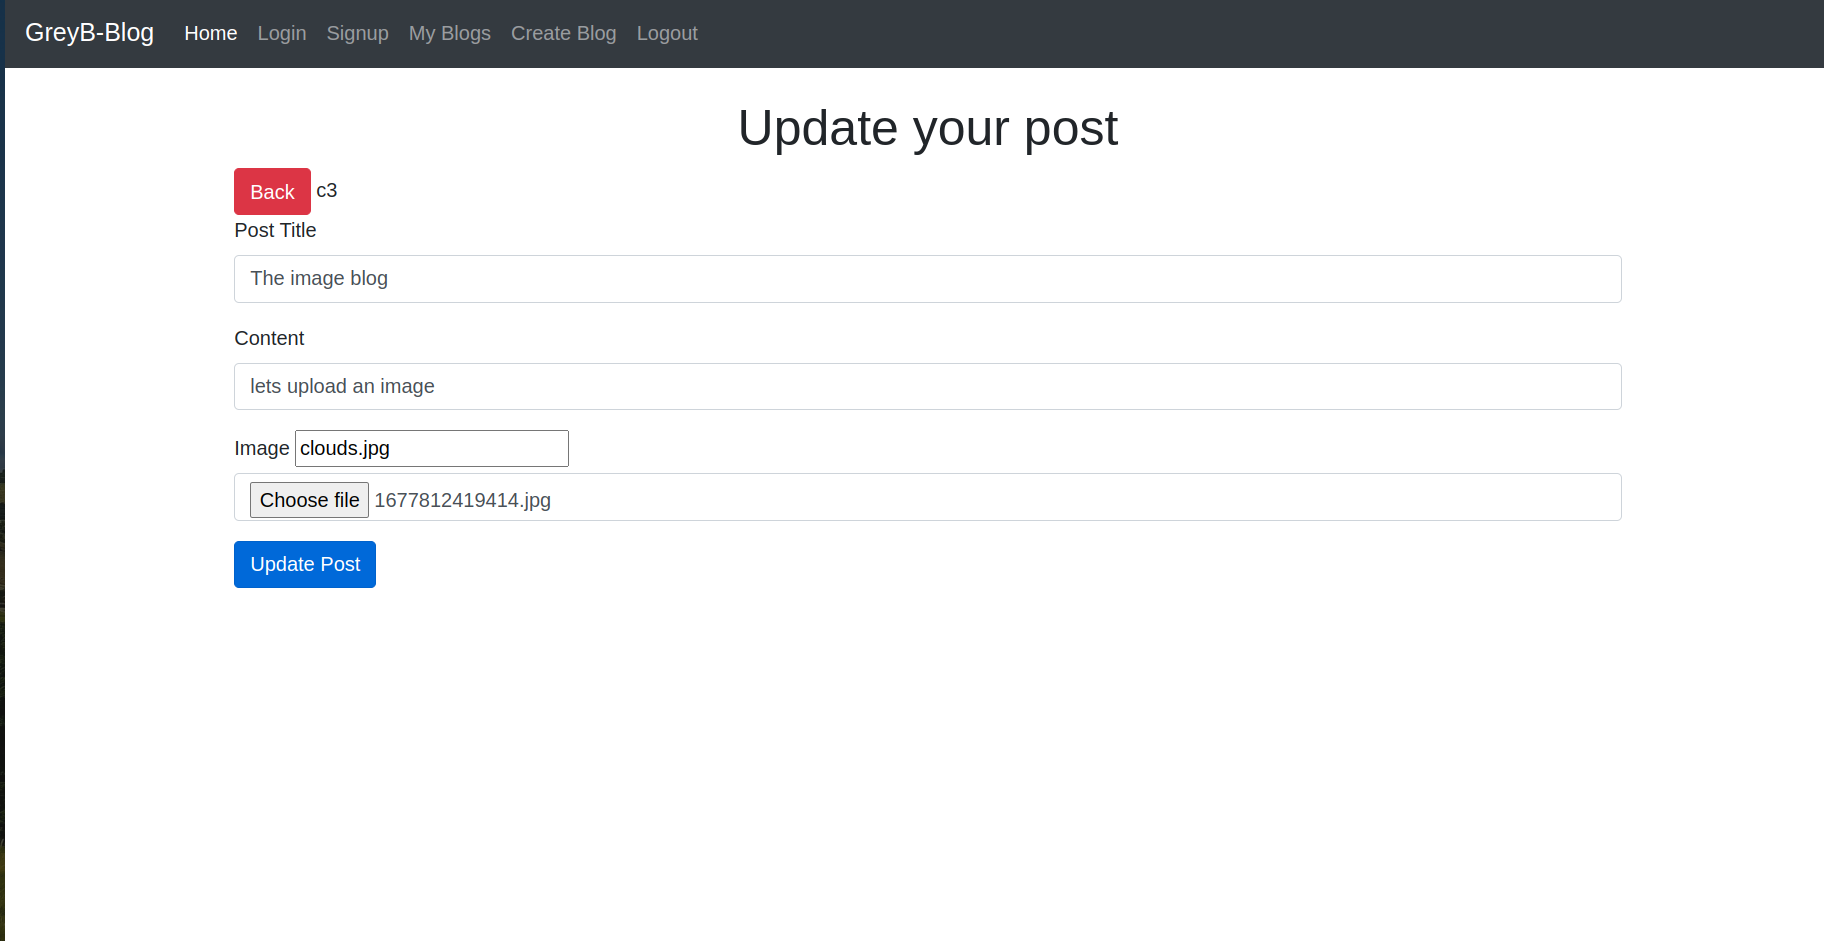 GreyB-Blog Home Login Signup My Blogs Create Blog Logout
Update your post
Back c3
Post Title
The image blog
Content
lets upload an image
Image clouds.jpg
Choose file 1677812419414.jpg
Update Post